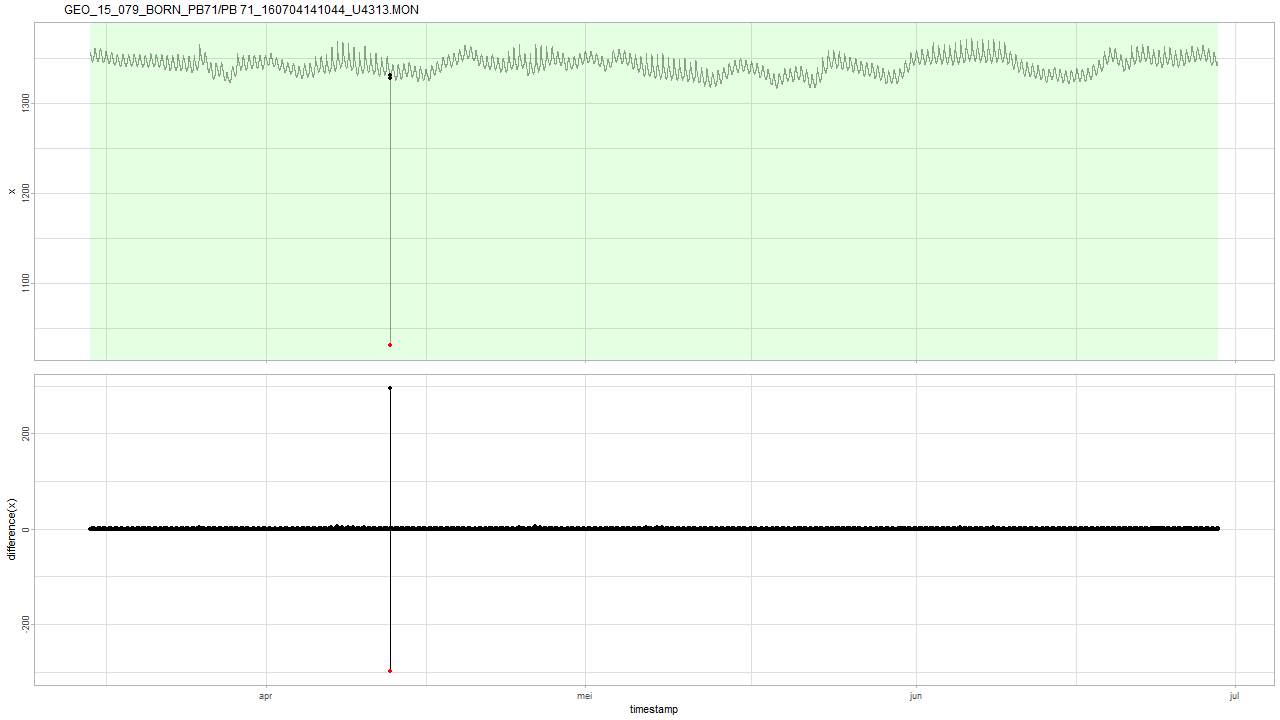 GEO_15_079_BORN_PB71/PB 71_160704141044_U4313.MON
x
1300
1200
1100
difference(x)
200
0
-200
apr mei jun jul
timestamp